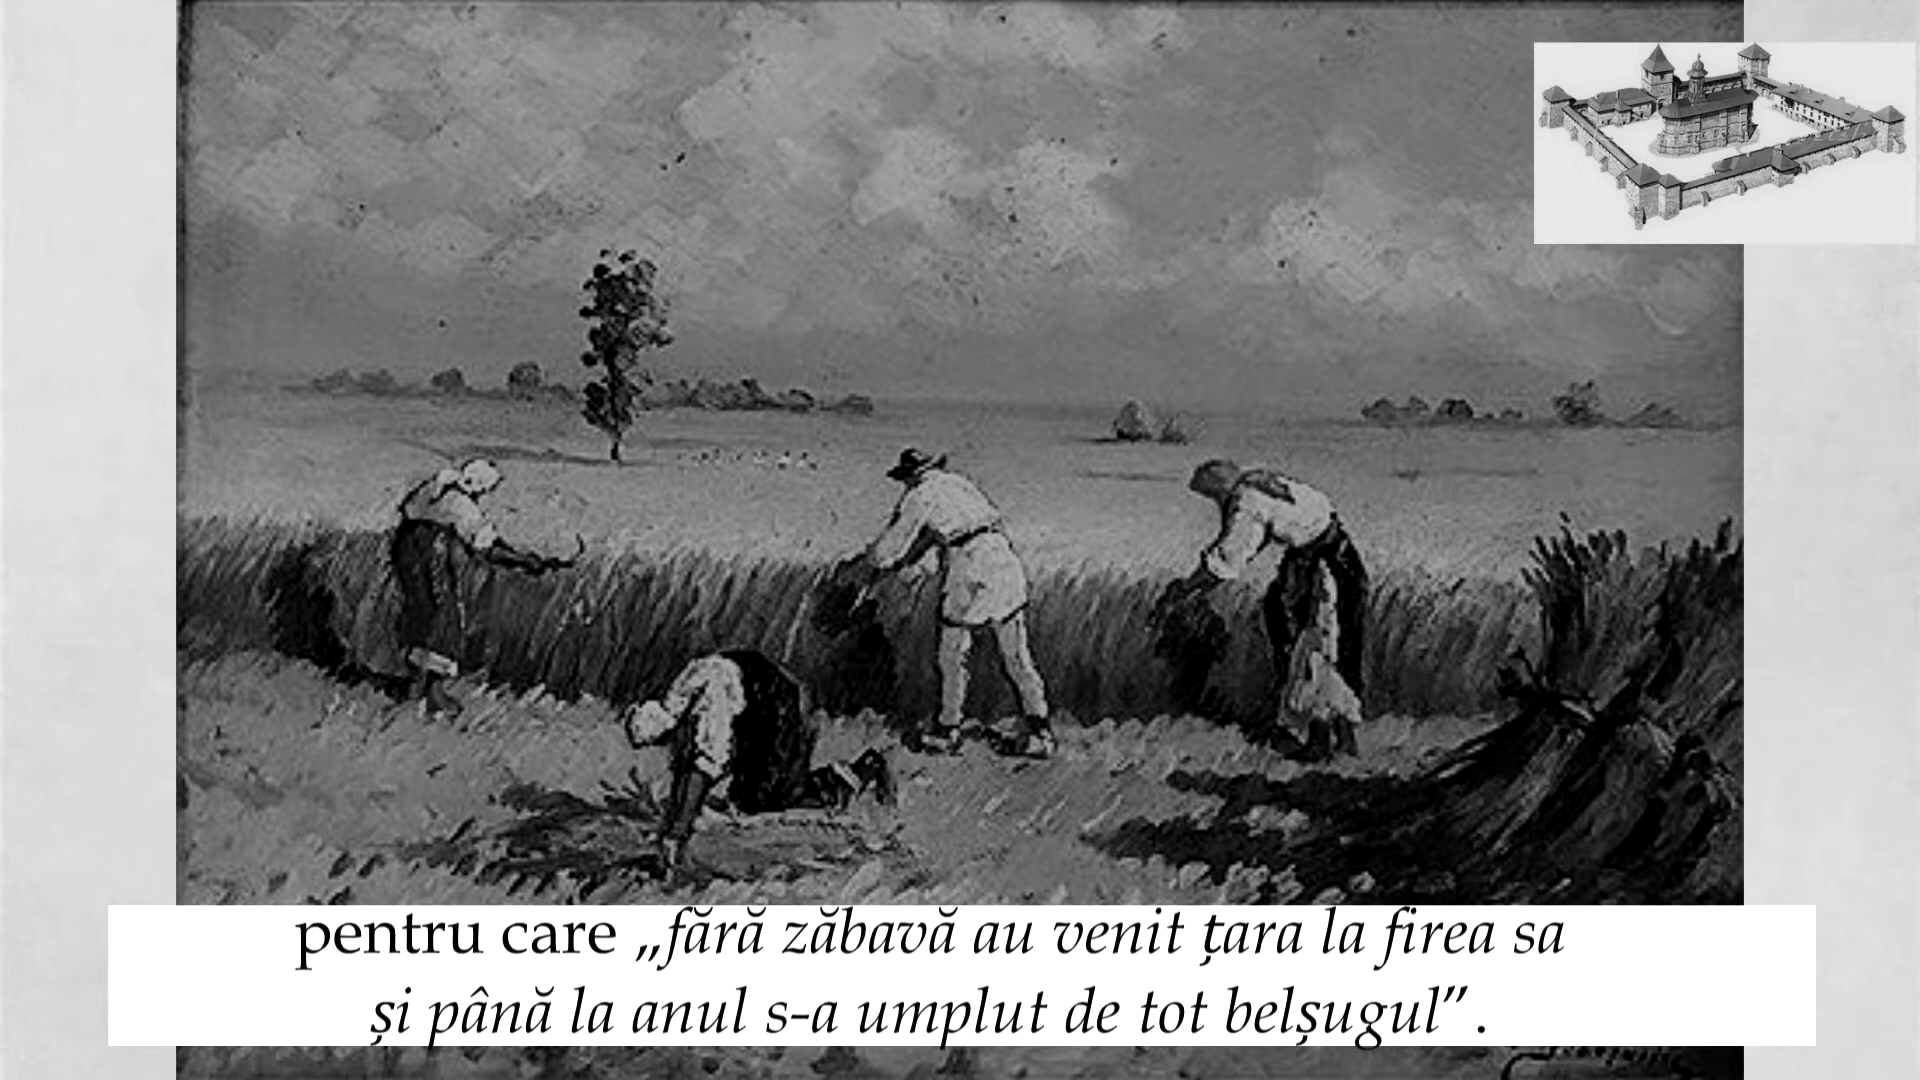 pentru care „fără zăbavă au venit țara la firea sa
și până la anul s-a umplut de tot belșugul”.